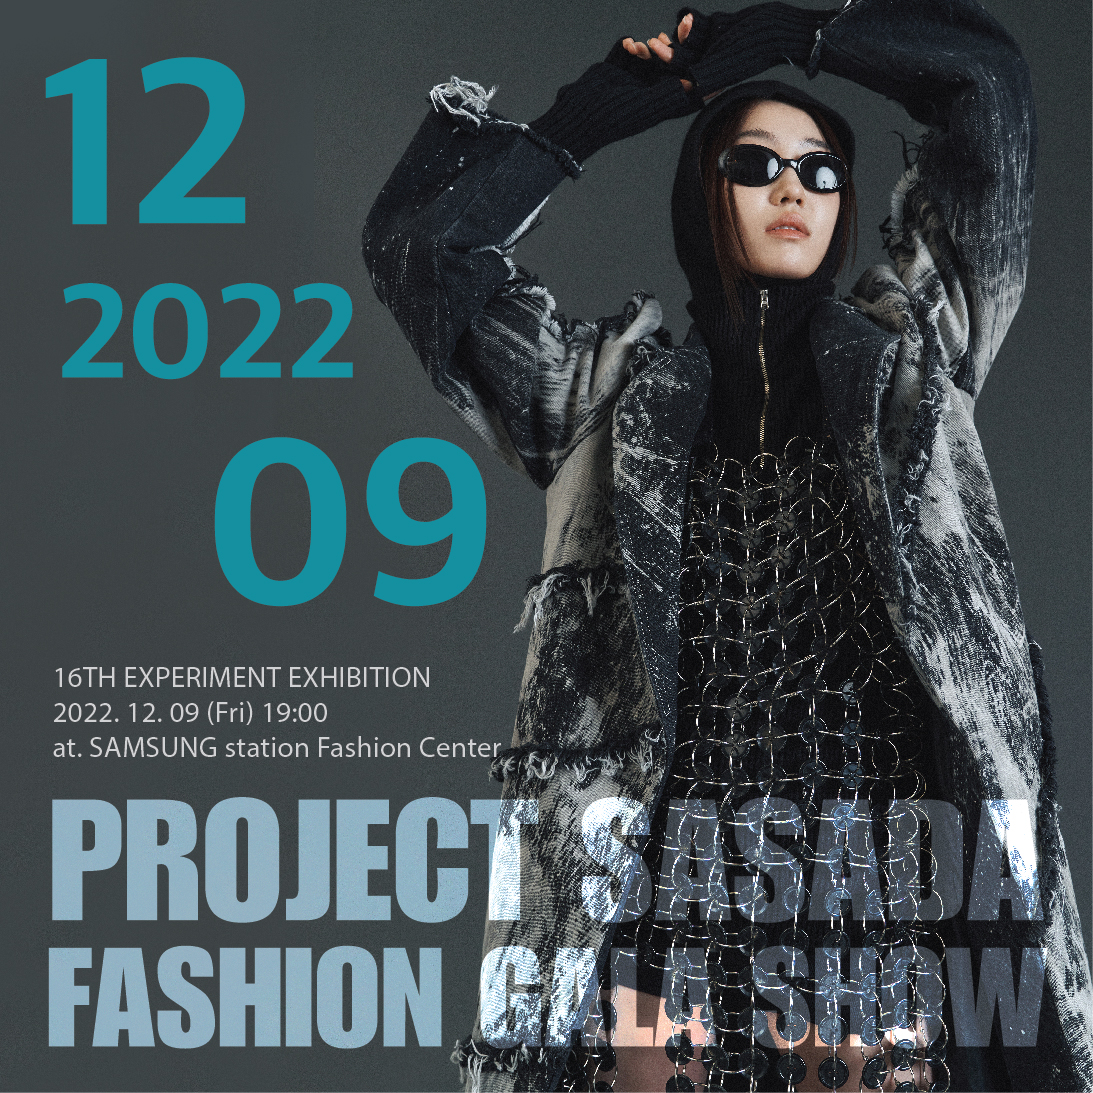 12
2022
09
16TH EXPERIMENT EXHIBITION
2022. 12. 09 (Fri) 19:00
at. SAMSUNG station Fashion Center
PROJECT SASADA
FASHION GALA SHOW